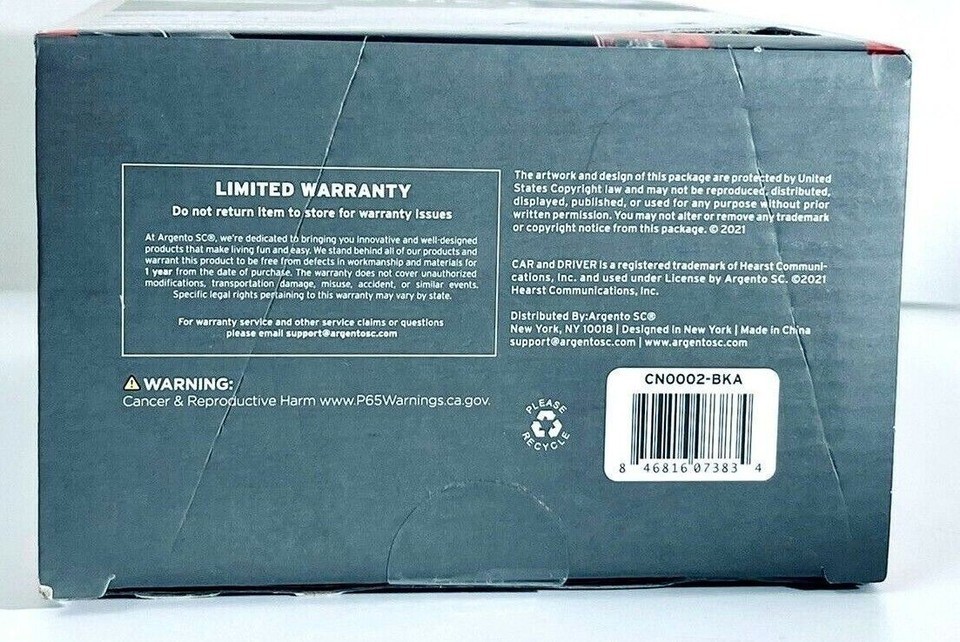 LIMITED WARRANTY
Do not return item to store for warranty issues
At Argento SC®, we're dedicated to bringing you innovative and well-designed
products that make living fun and easy. We stand behind all of our products and
warrant this product to be free from defects in workmanship and materials for
1 year from the date of purchase. The warranty does not cover unauthorized
modifications, transportation damage, misuse, accident, or similar events.
Specific legal rights pertaining to this warranty may vary by state.
For warranty service and other service claims or questions
please email support@argentosc.com
WARNING:
Cancer & Reproductive Harm www.P65Warnings.ca.gov.
The artwork and design of this package are protected by United
States Copyright law and may not be reproduced, distributed,
displayed, published, or used for any purpose without prior
written permission. You may not alter or remove any trademark
or copyright notice from this package. © 2021
CAR and DRIVER is a registered trademark of Hearst Communi-
cations, Inc. and used under License by Argento SC. ©2021
Hearst Communications, Inc.
Distributed By:Argento SC®
New York, NY 10018 | Designed in New York | Made in China
support@argentosc.com | www.argentosc.com
PLEASE
RECYCLE
CN0002-BKA
8 46816 07383 4